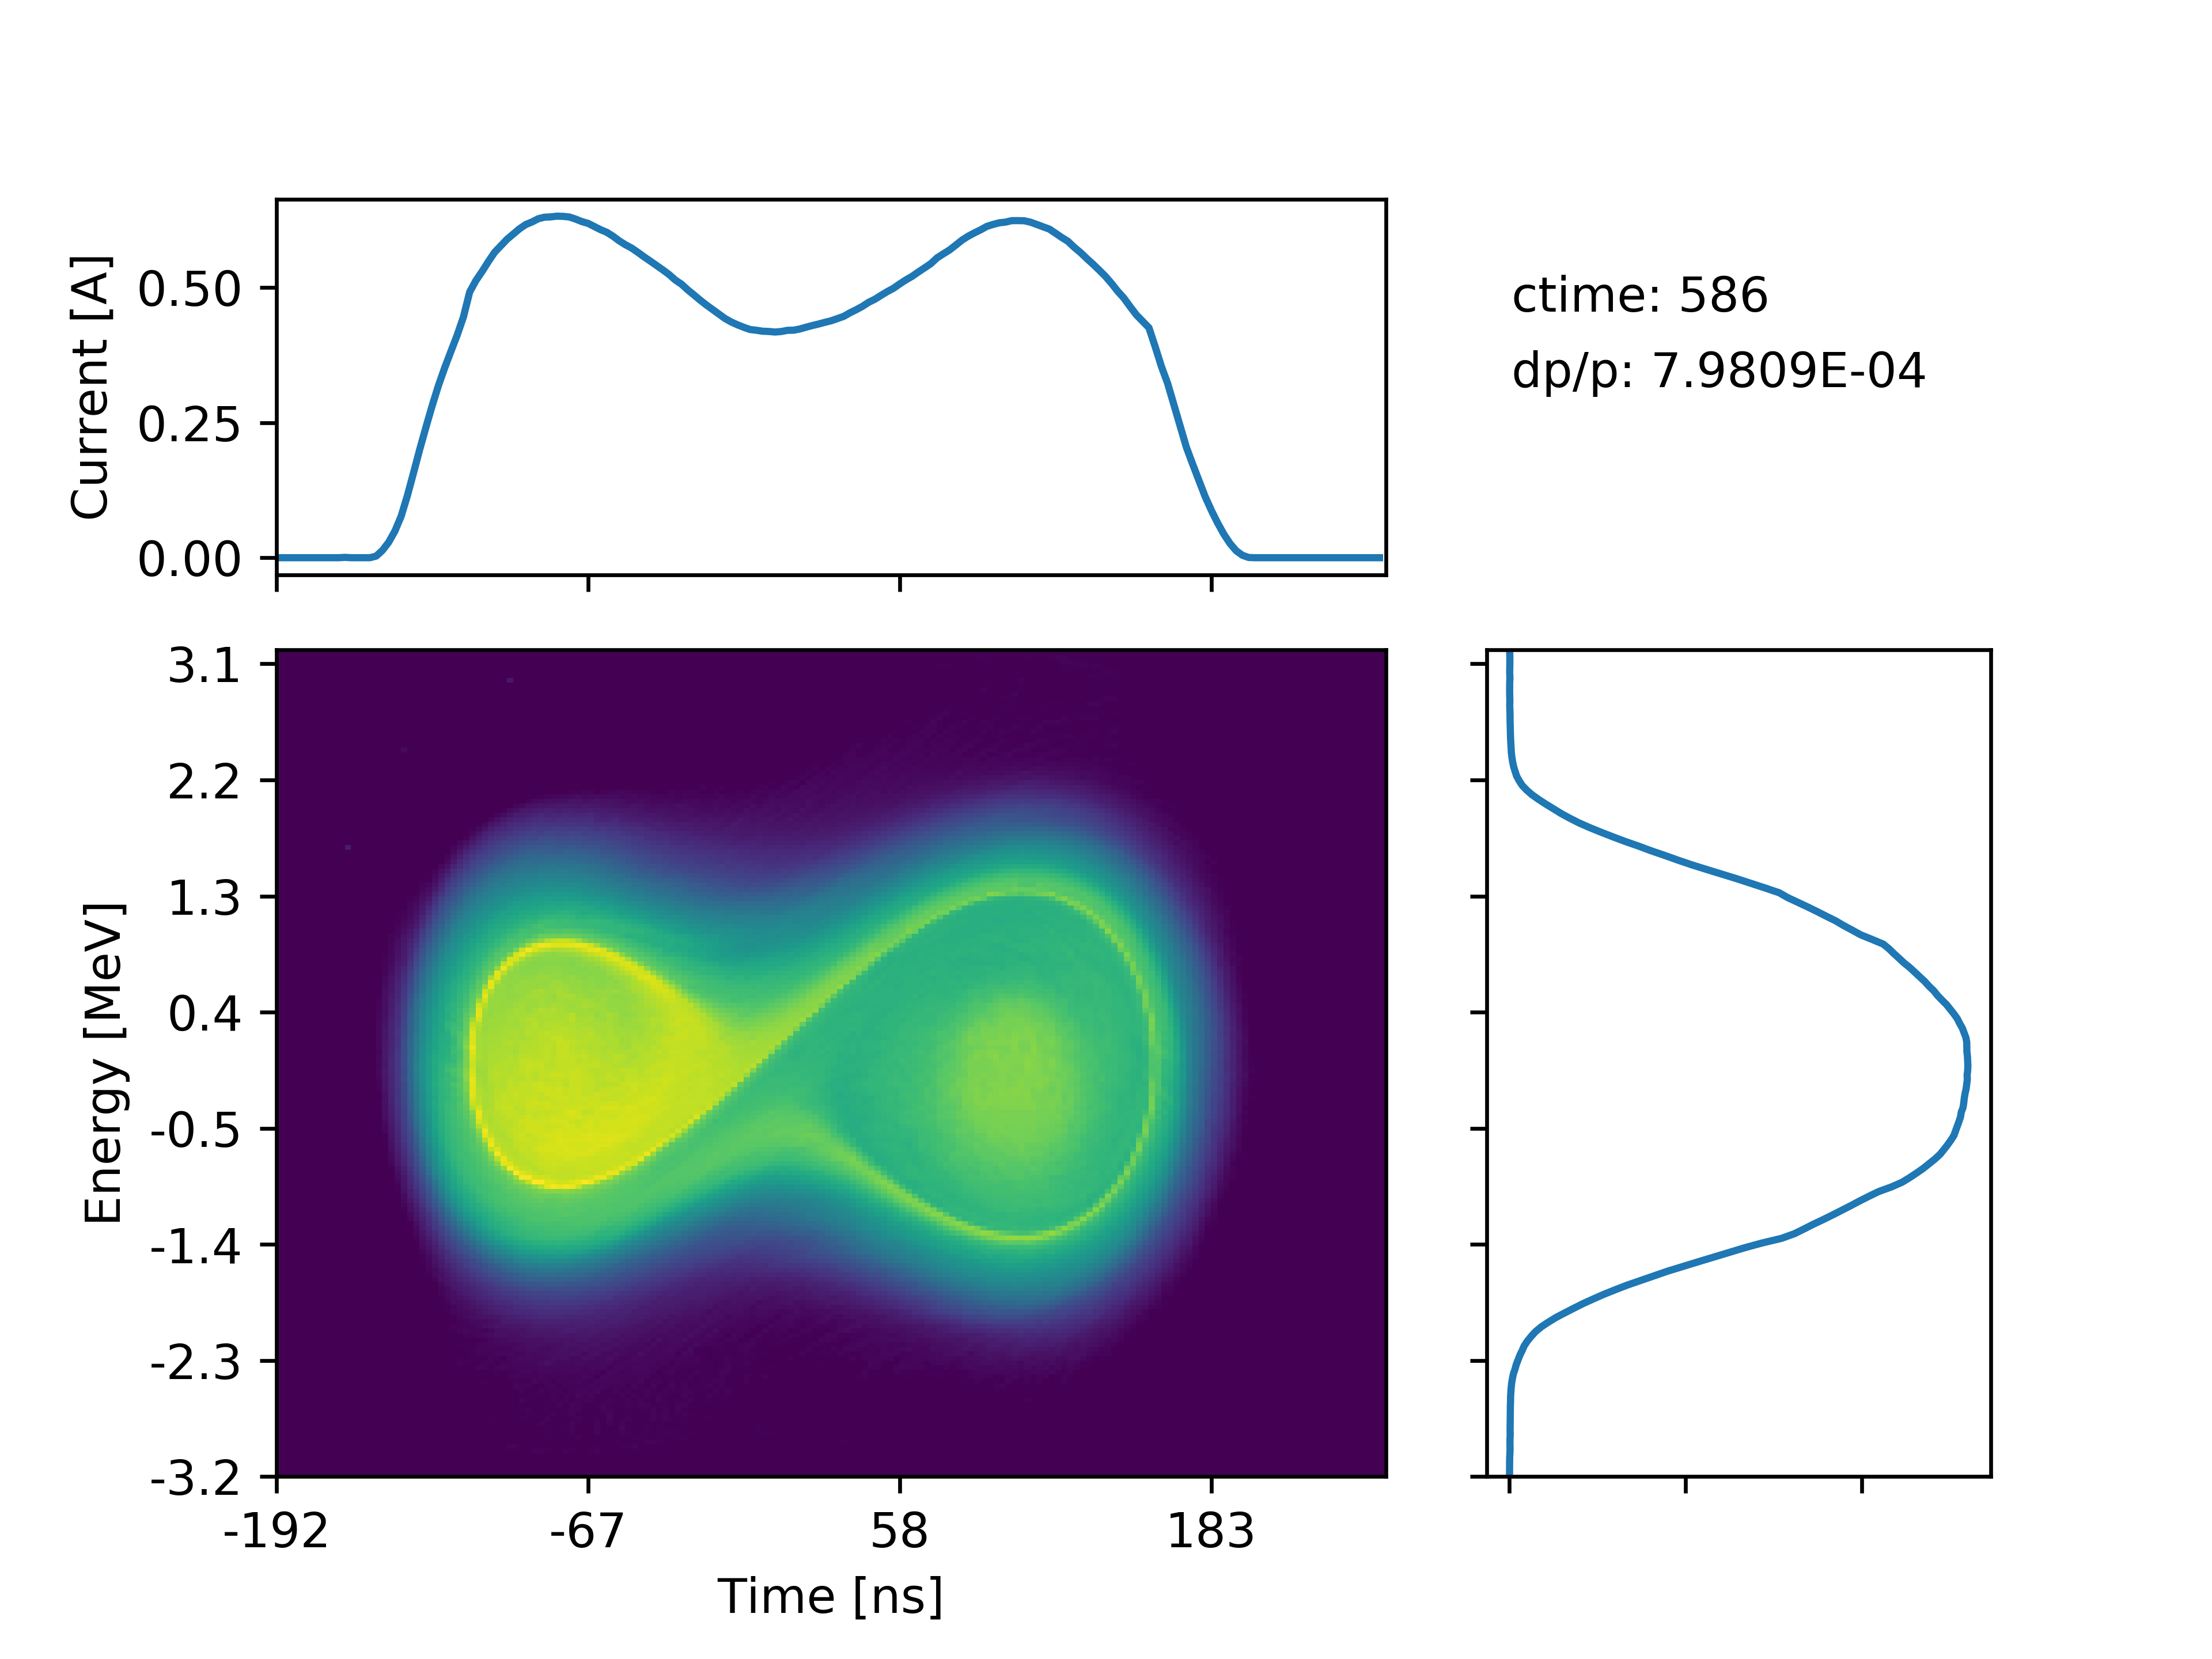 Current [A]
0.50
0.25
0.00
ctime: 586
dp/p: 7.9809E-04
Energy [MeV]
3.1
2.2
1.3
0.4
-0.5
-1.4
-2.3
-3.2
-192 -67 58 183
Time [ns]